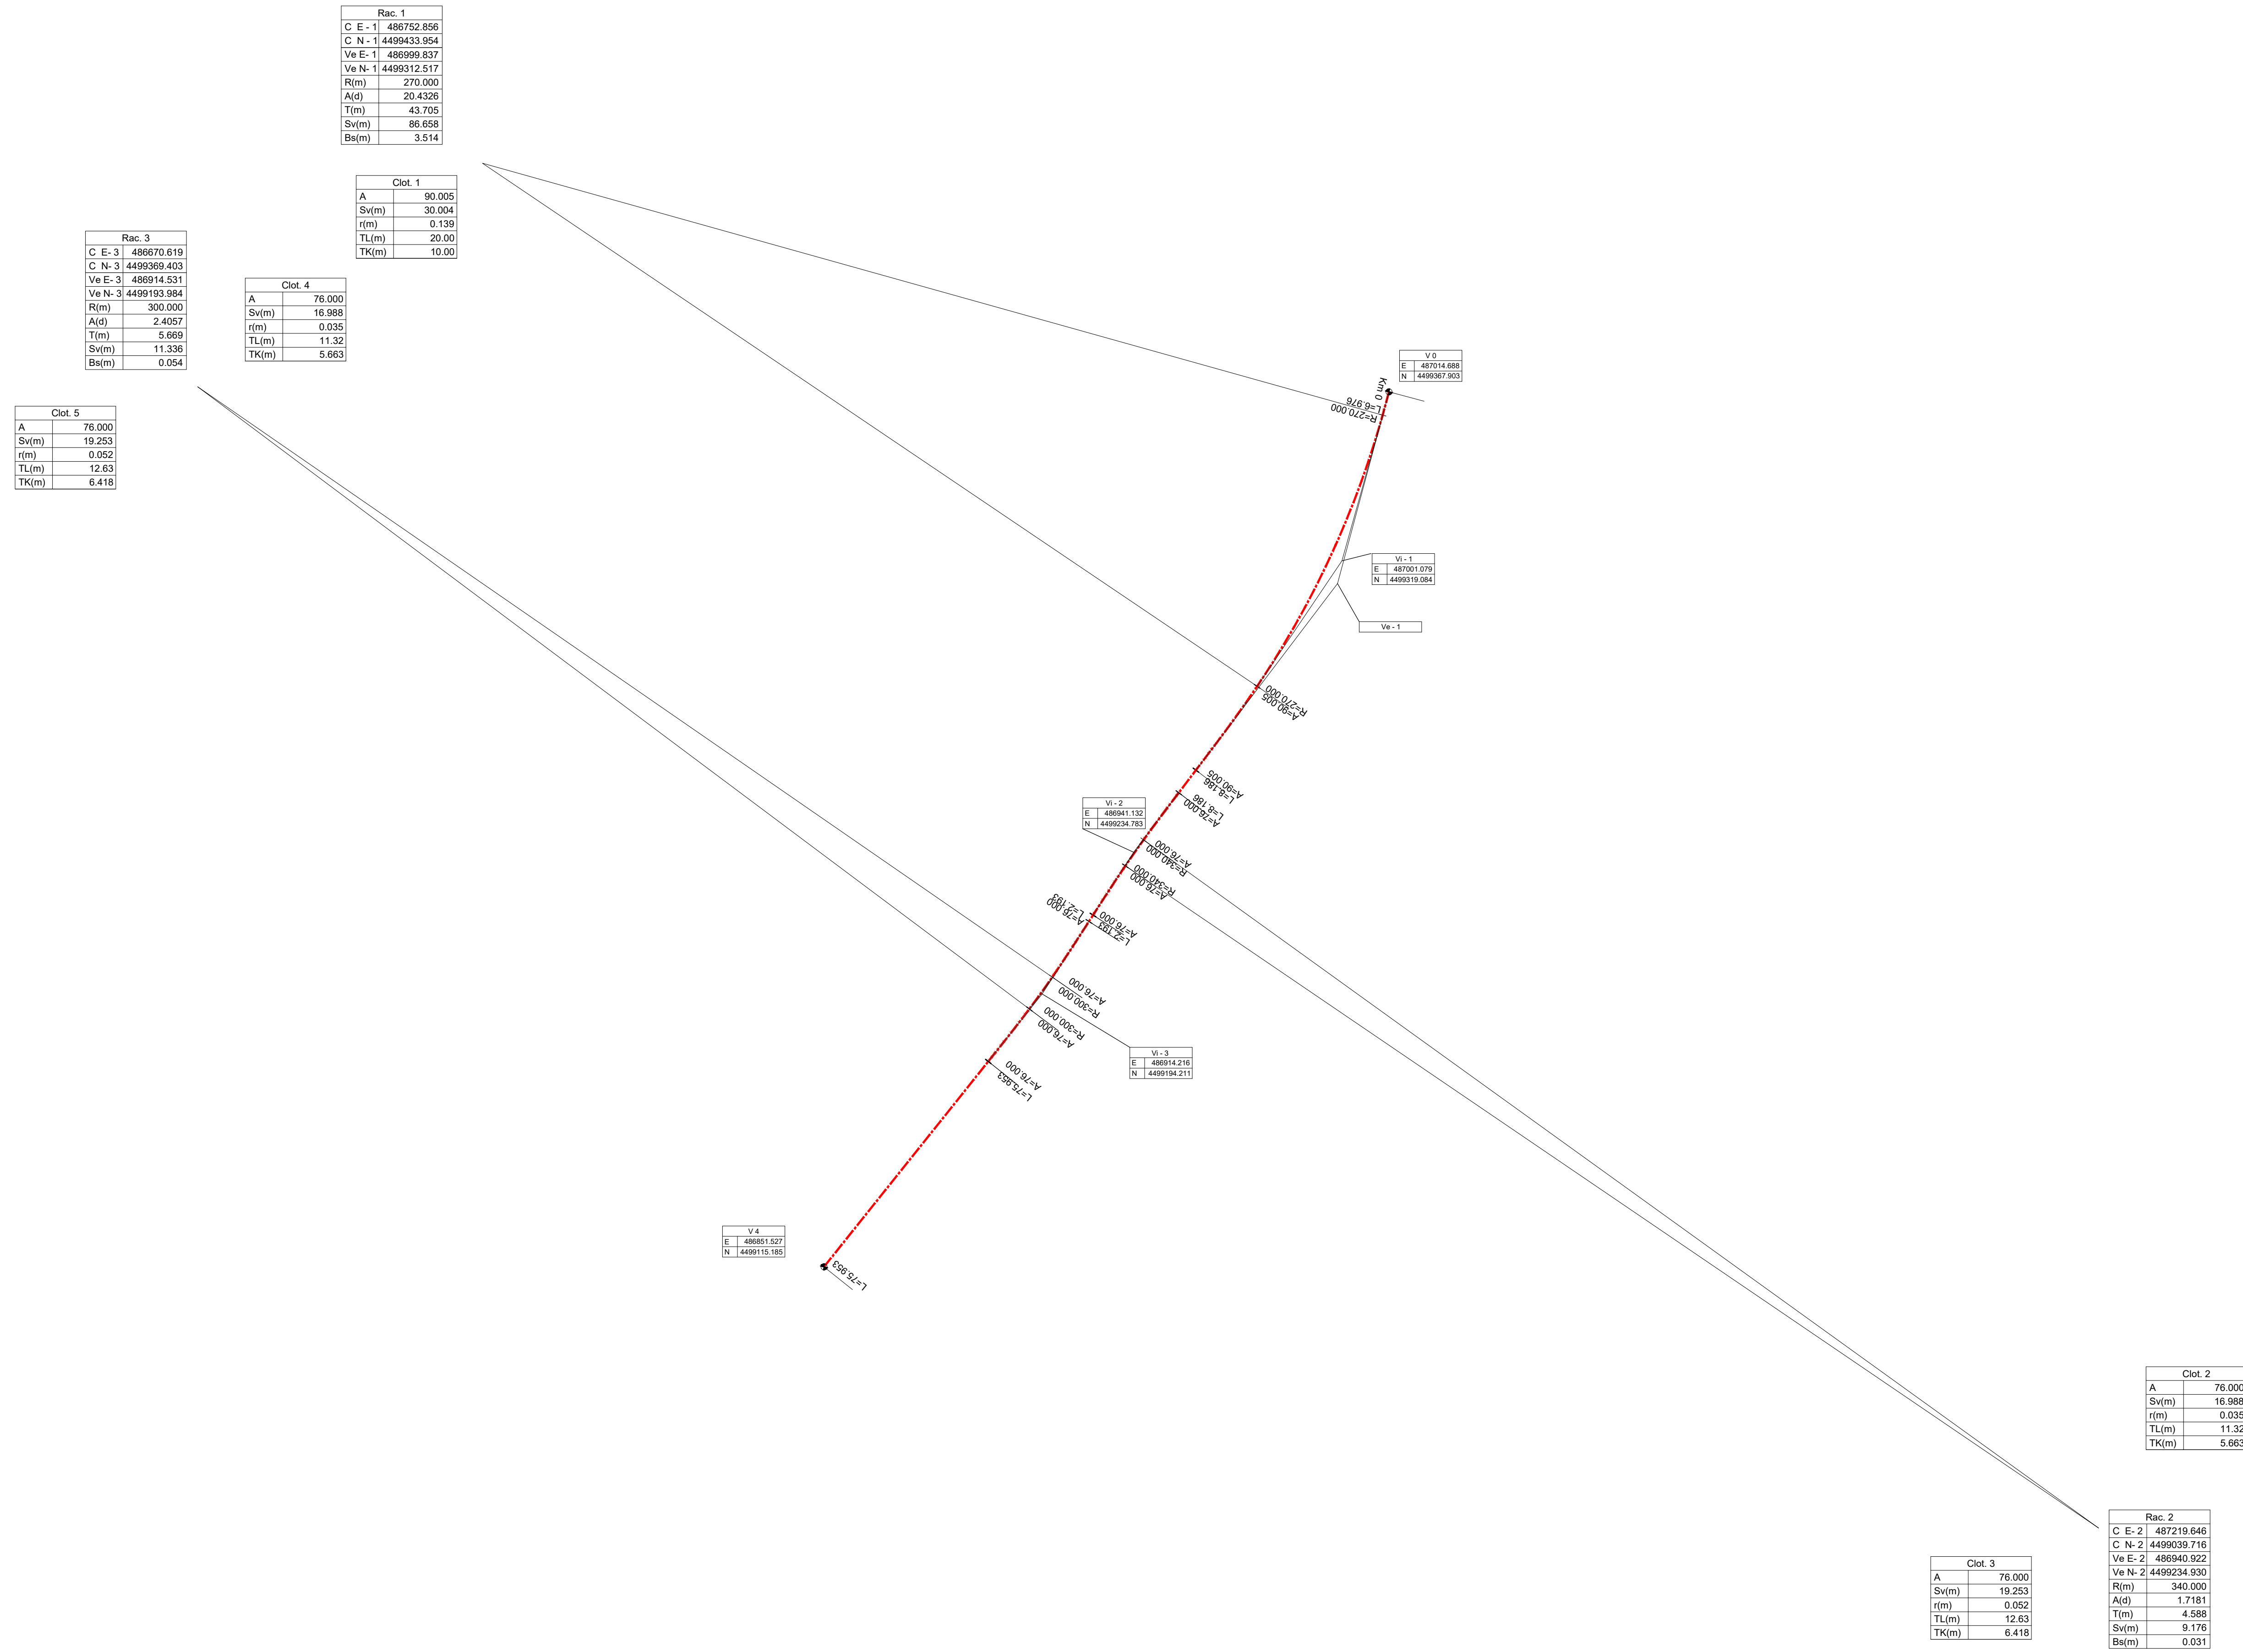 Rac. 1
C E - 1 486752.856
C N - 1 4499433.954
Ve E- 1 486999.837
Ve N- 1 4499312.517
R(m) 270.000
A(d) 20.4326
T(m) 43.705
Sv(m) 86.658
Bs(m) 3.514
Clot. 1
A 90.005
Sv(m) 30.004
r(m) 0.139
TL(m) 20.00
TK(m) 10.00
Rac. 3
C E- 3 486670.619
C N- 3 4499369.403
Ve E- 3 486914.531
Ve N- 3 4499193.984
R(m) 300.000
A(d) 2.4057
T(m) 5.669
Sv(m) 11.336
Bs(m) 0.054
Clot. 4
A 76.000
Sv(m) 16.988
r(m) 0.035
TL(m) 11.32
TK(m) 5.663
Clot. 5
A 76.000
Sv(m) 19.253
r(m) 0.052
TL(m) 12.63
TK(m) 6.418
V 0
E 487014.688
N 4499367.903
Km 0
L=6.976
R=270.000
Vi - 1
E 487001.079
N 4499319.084
Ve - 1
R=270.000
A=90.005
A=90.005
L=8.186
L=8.186
A=76.000
Vi - 2
E 486941.132
N 4499234.783
A=76.000
R=340.000
R=340.000
A=76.000
L=2.193
A=76.000
A=76.000
L=2.193
A=76.000
R=300.000
R=300.000
A=76.000
Vi - 3
E 486914.216
N 4499194.211
A=76.000
L=75.953
V 4
E 486851.527
N 4499115.185
L=75.953
Clot. 2
A 76.000
Sv(m) 16.988
r(m) 0.035
TL(m) 11.32
TK(m) 5.663
Rac. 2
C E- 2 487219.646
C N- 2 4499039.716
Ve E- 2 486940.922
Ve N- 2 4499234.930
R(m) 340.000
A(d) 1.7181
T(m) 4.588
Sv(m) 9.176
Bs(m) 0.031
Clot. 3
A 76.000
Sv(m) 19.253
r(m) 0.052
TL(m) 12.63
TK(m) 6.418